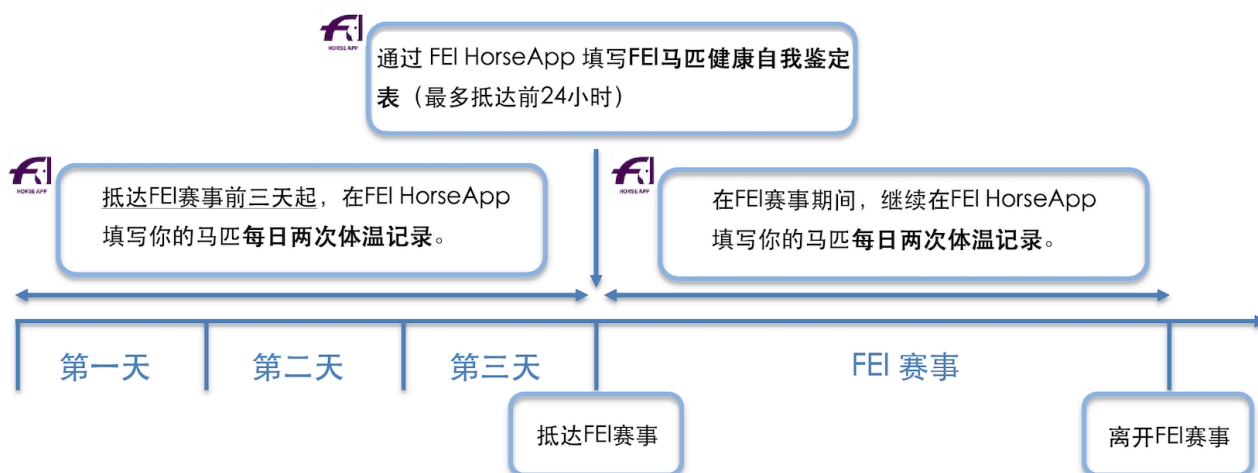 HORSE APP
通过 FEI HorseApp 填写FEI马匹健康自我鉴定
表（最多抵达前24小时）
HORSE APP
抵达FEI赛事前三天起，在FEI HorseApp
填写你的马匹每日两次体温记录。
HORSE APP
在FEI赛事期间，继续在FEI HorseApp
填写你的马匹每日两次体温记录。
第一天
第二天
第三天
FEI 赛事
抵达FEI赛事
离开FEI赛事